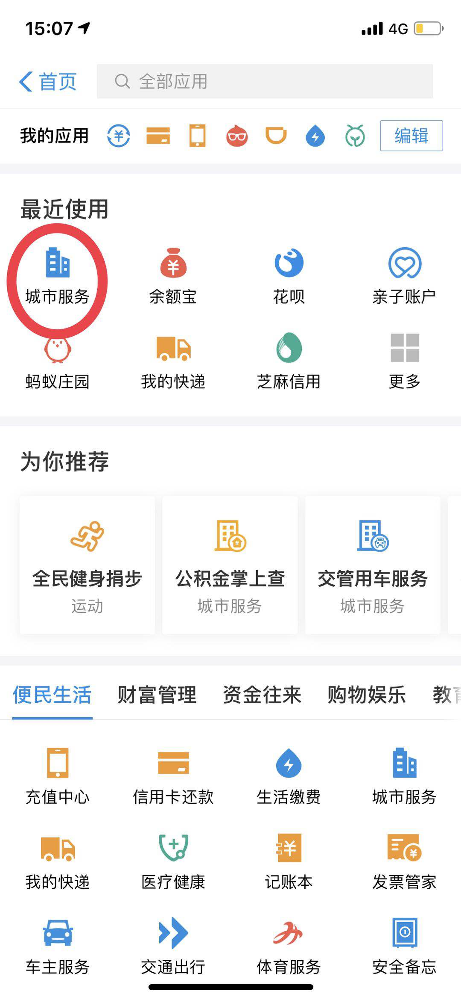 15:07 4G
首页 全部应用
我的应用 编辑
最近使用
城市服务 余额宝 花呗 亲子账户
蚂蚁庄园 我的快递 芝麻信用 更多
为你推荐
全民健身捐步 公积金掌上查 交管用车服务
运动 城市服务 城市服务
便民生活 财富管理 资金往来 购物娱乐 教育
充值中心 信用卡还款 生活缴费 城市服务
我的快递 医疗健康 记账本 发票管家
车主服务 交通出行 体育服务 安全备忘